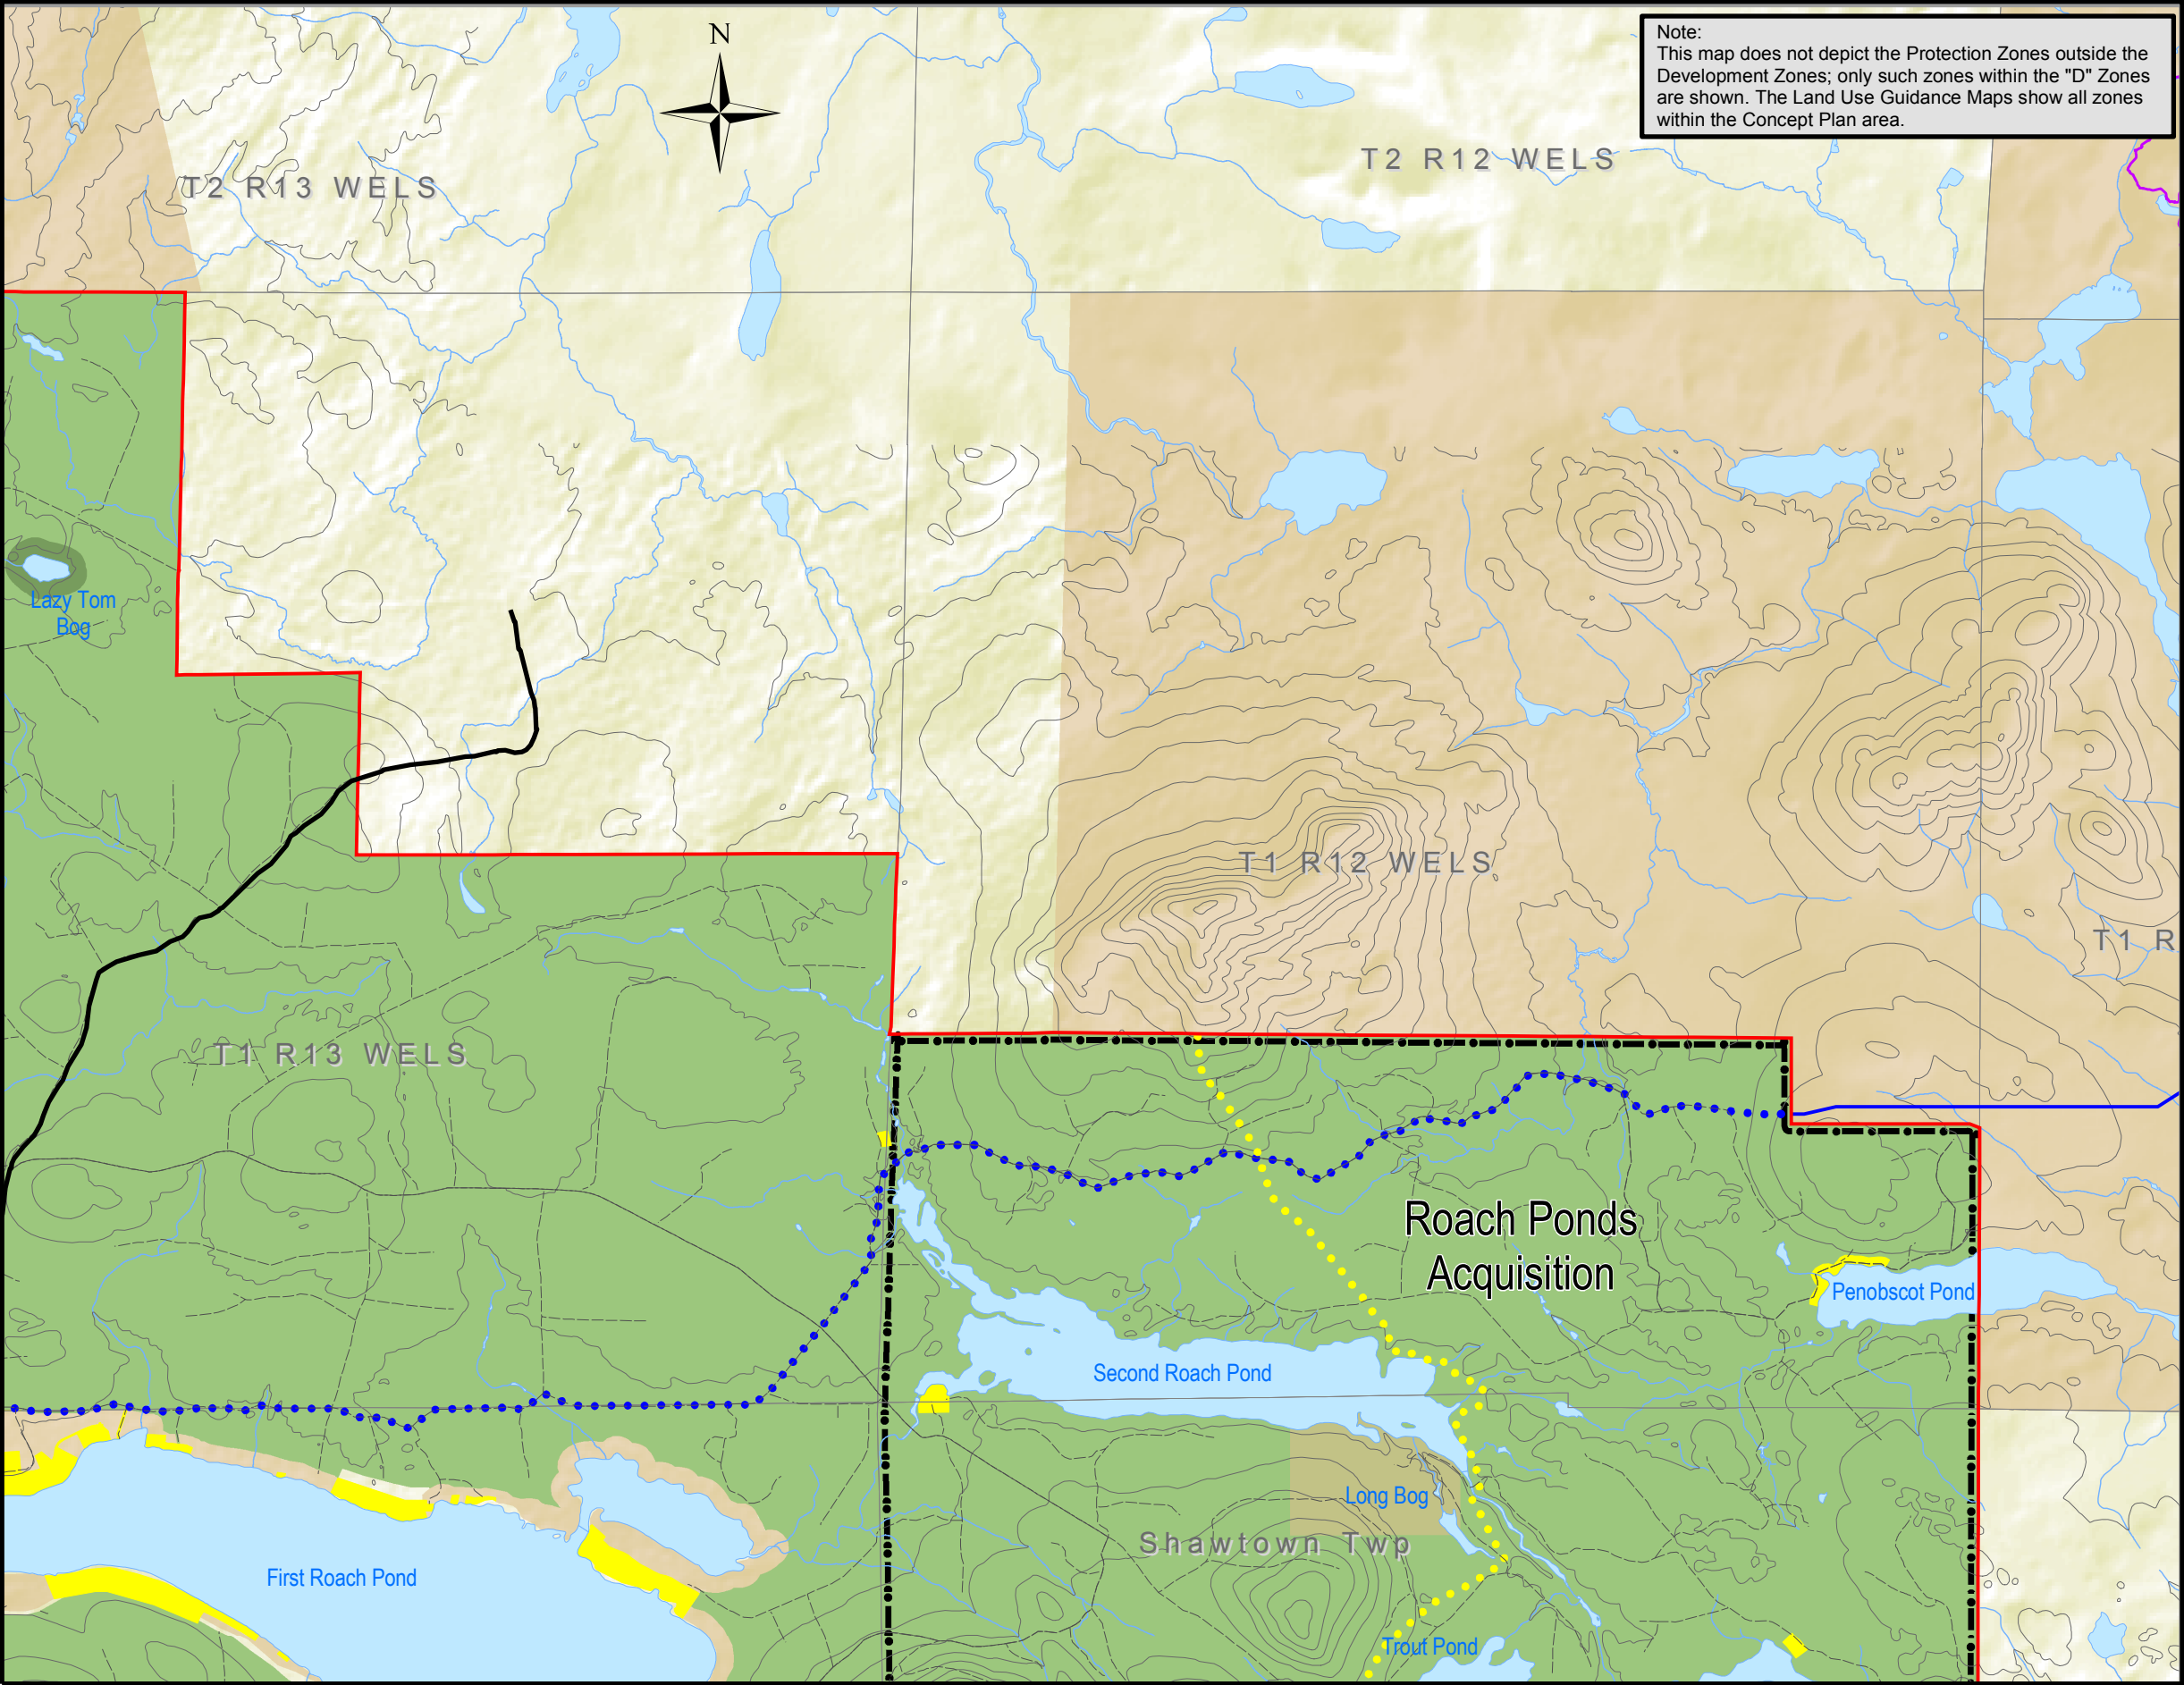 N
Note:
This map does not depict the Protection Zones outside the
Development Zones; only such zones within the "D" Zones
are shown. The Land Use Guidance Maps show all zones
within the Concept Plan area.
T2 R13 WELS
T2 R12 WELS
Lazy Tom
Bog
T1 R12 WELS
T1 R
T1 R13 WELS
Roach Ponds
Acquisition
Penobscot Pond
Second Roach Pond
Long Bog
Shawtown Twp
First Roach Pond
Trout Pond